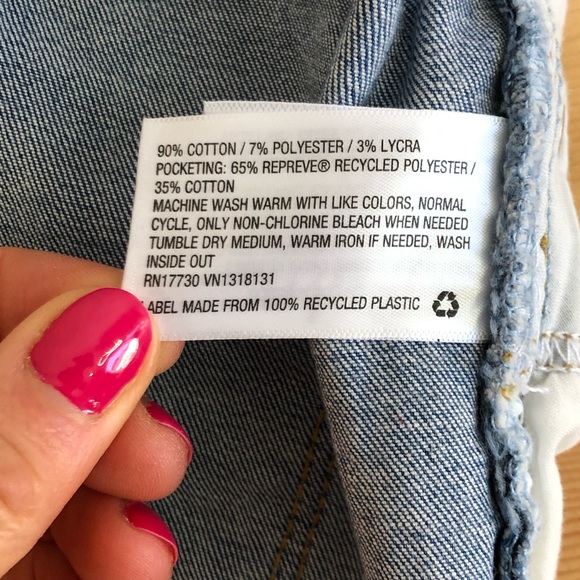 90% COTTON / 7% POLYESTER / 3% LYCRA
POCKETING: 65% REPREVE® RECYCLED POLYESTER /
35% COTTON
MACHINE WASH WARM WITH LIKE COLORS, NORMAL
CYCLE, ONLY NON-CHLORINE BLEACH WHEN NEEDED
TUMBLE DRY MEDIUM, WARM IRON IF NEEDED, WASH
INSIDE OUT
RN17730 VN1318131
LABEL MADE FROM 100% RECYCLED PLASTIC